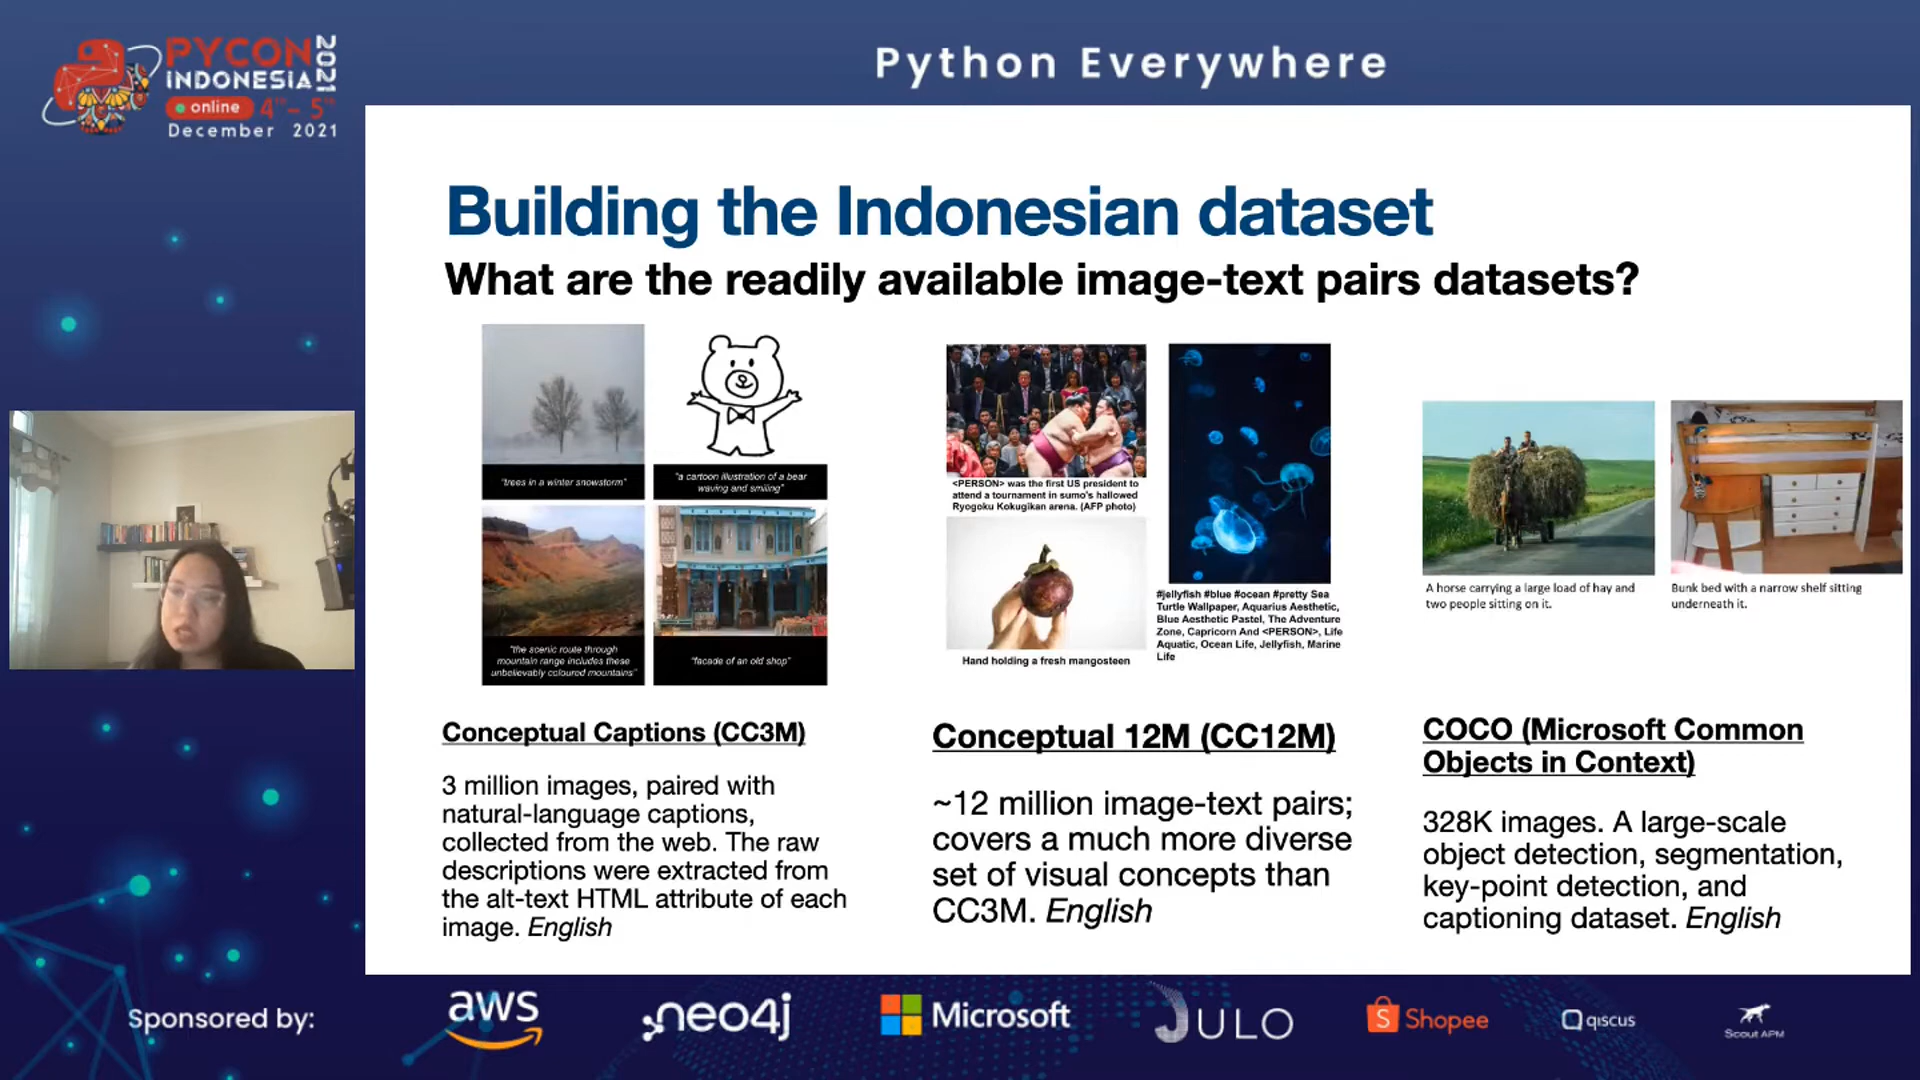 PYCON
INDONESIA
2021
online 4th – 5th
December 2021
Python Everywhere
Building the Indonesian dataset
What are the readily available image-text pairs datasets?
"trees in a winter snowstorm"
"a cartoon illustration of a bear
waving and smiling"
"the scenic route through
mountain range includes these
unbelievably coloured mountains"
"facade of an old shop"
Conceptual Captions (CC3M)
3 million images, paired with
natural-language captions,
collected from the web. The raw
descriptions were extracted from
the alt-text HTML attribute of each
image. English
<PERSON> was the first US president to
attend a tournament in sumo's hallowed
Ryogoku Kokugikan arena. (AFP photo)
Hand holding a fresh mangosteen
#jellyfish #blue #ocean #pretty Sea
Turtle Wallpaper, Aquarius Aesthetic,
Blue Aesthetic Pastel, The Adventure
Zone, Capricorn And <PERSON>, Life
Aquatic, Ocean Life, Jellyfish, Marine
Life
Conceptual 12M (CC12M)
~12 million image-text pairs;
covers a much more diverse
set of visual concepts than
CC3M. English
A horse carrying a large load of hay and
two people sitting on it.
Bunk bed with a narrow shelf sitting
underneath it.
COCO (Microsoft Common
Objects in Context)
328K images. A large-scale
object detection, segmentation,
key-point detection, and
captioning dataset. English
Sponsored by:
aws
neo4j
Microsoft
JULO
Shopee
qiscus
Scout APM